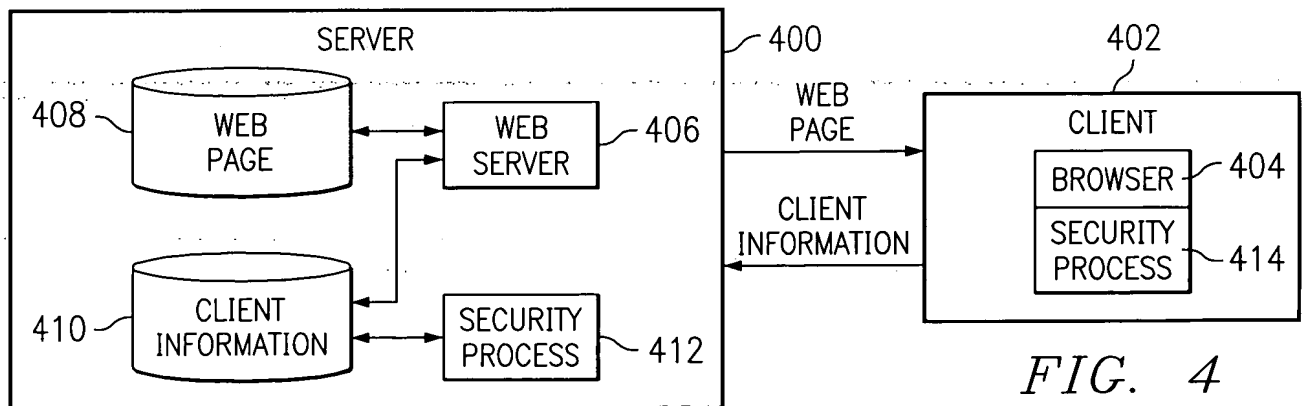 SERVER
400
408
WEB
PAGE
WEB
SERVER
406
410
CLIENT
INFORMATION
SECURITY
PROCESS
412
WEB
PAGE
CLIENT
INFORMATION
402
CLIENT
BROWSER
404
SECURITY
PROCESS
414
FIG. 4